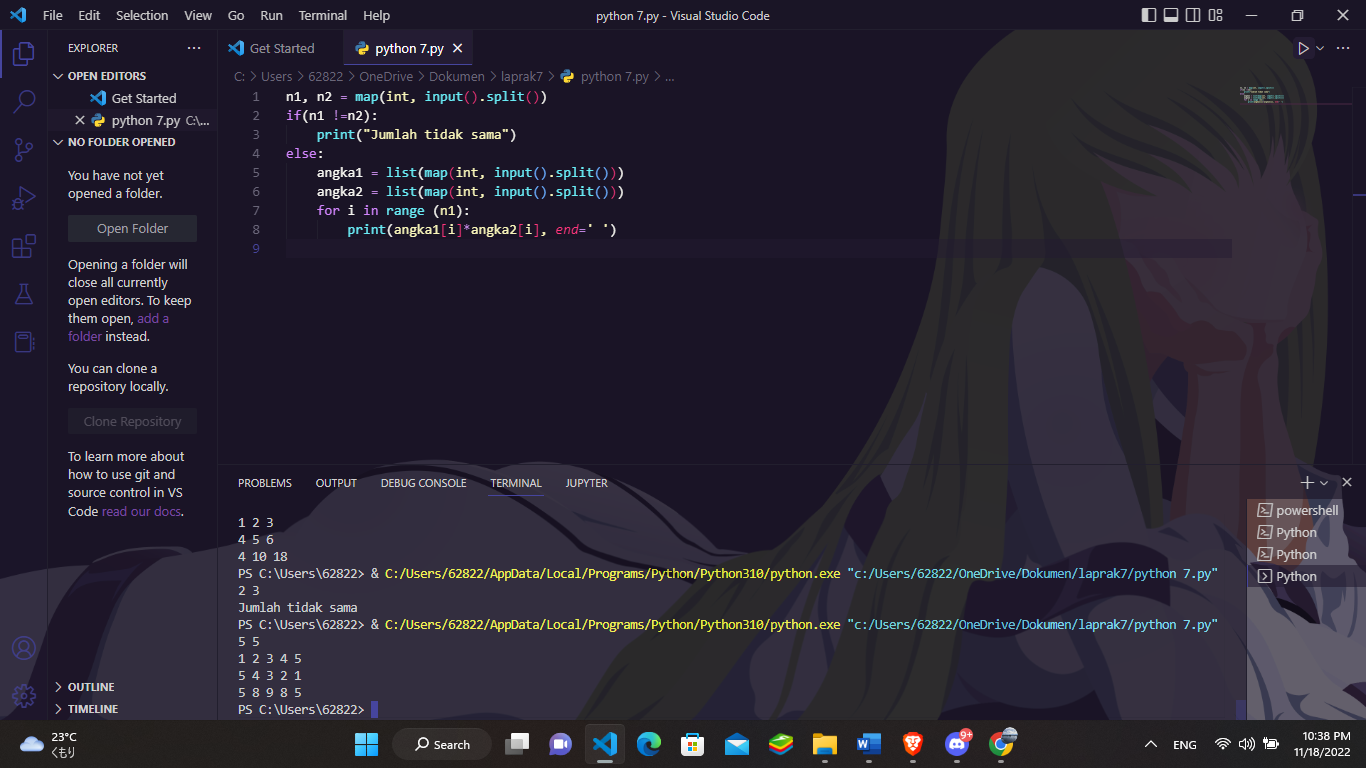 File Edit Selection View Go Run Terminal Help python 7.py - Visual Studio Code
EXPLORER
OPEN EDITORS
Get Started
python 7.py C:\...
NO FOLDER OPENED
You have not yet
opened a folder.
Open Folder
Opening a folder will
close all currently
open editors. To keep
them open, add a
folder instead.
You can clone a
repository locally.
Clone Repository
To learn more about
how to use git and
source control in VS
Code read our docs.
OUTLINE
TIMELINE
Get Started python 7.py
C: > Users > 62822 > OneDrive > Dokumen > laprak7 > python 7.py > ...
1 n1, n2 = map(int, input().split())
2 if(n1 !=n2):
3 print("Jumlah tidak sama")
4 else:
5 angka1 = list(map(int, input().split()))
6 angka2 = list(map(int, input().split()))
7 for i in range (n1):
8 print(angka1[i]*angka2[i], end=' ')
9
PROBLEMS OUTPUT DEBUG CONSOLE TERMINAL JUPYTER
1 2 3
4 5 6
4 10 18
PS C:\Users\62822> & C:/Users/62822/AppData/Local/Programs/Python/Python310/python.exe "c:/Users/62822/OneDrive/Dokumen/laprak7/python 7.py"
2 3
Jumlah tidak sama
PS C:\Users\62822> & C:/Users/62822/AppData/Local/Programs/Python/Python310/python.exe "c:/Users/62822/OneDrive/Dokumen/laprak7/python 7.py"
5 5
1 2 3 4 5
5 4 3 2 1
5 8 9 8 5
PS C:\Users\62822>
powershell
Python
Python
Python
23°C
くもり
Search
9+
ENG
10:38 PM
11/18/2022